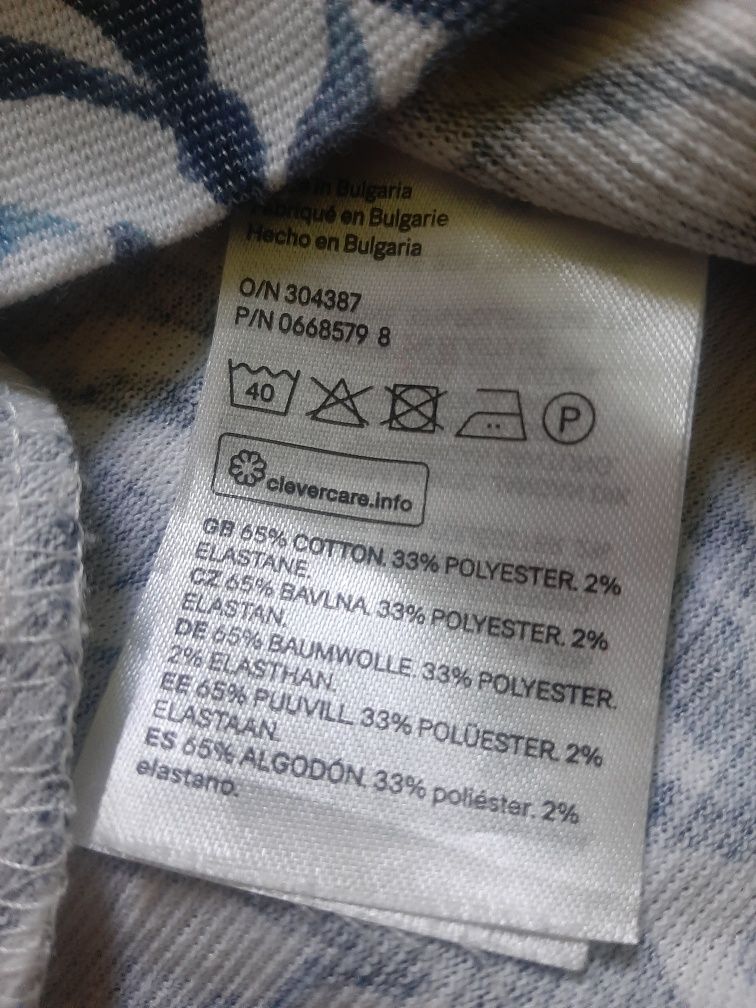 in Bulgaria
Fabriqué en Bulgarie
Hecho en Bulgaria
O/N 304387
P/N 0668579 8
40 P
clevercare.info
GB 65% COTTON. 33% POLYESTER. 2%
ELASTANE.
CZ 65% BAVLNA. 33% POLYESTER. 2%
ELASTAN.
DE 65% BAUMWOLLE. 33% POLYESTER.
2% ELASTHAN.
EE 65% PUUVILL. 33% POLÜESTER. 2%
ELASTAAN.
ES 65% ALGODÓN. 33% poliéster. 2%
elastano.